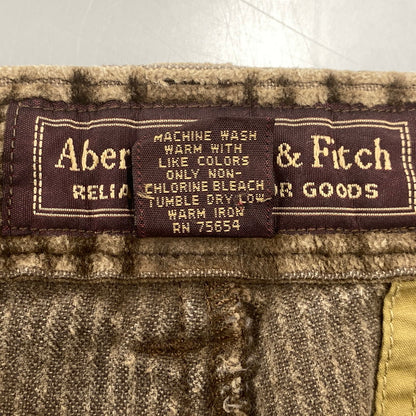 Aber & Fitch
RELIA OR GOODS
MACHINE WASH
WARM WITH
LIKE COLORS
ONLY NON-
CHLORINE BLEACH
TUMBLE DRY LOW
WARM IRON
RN 75654